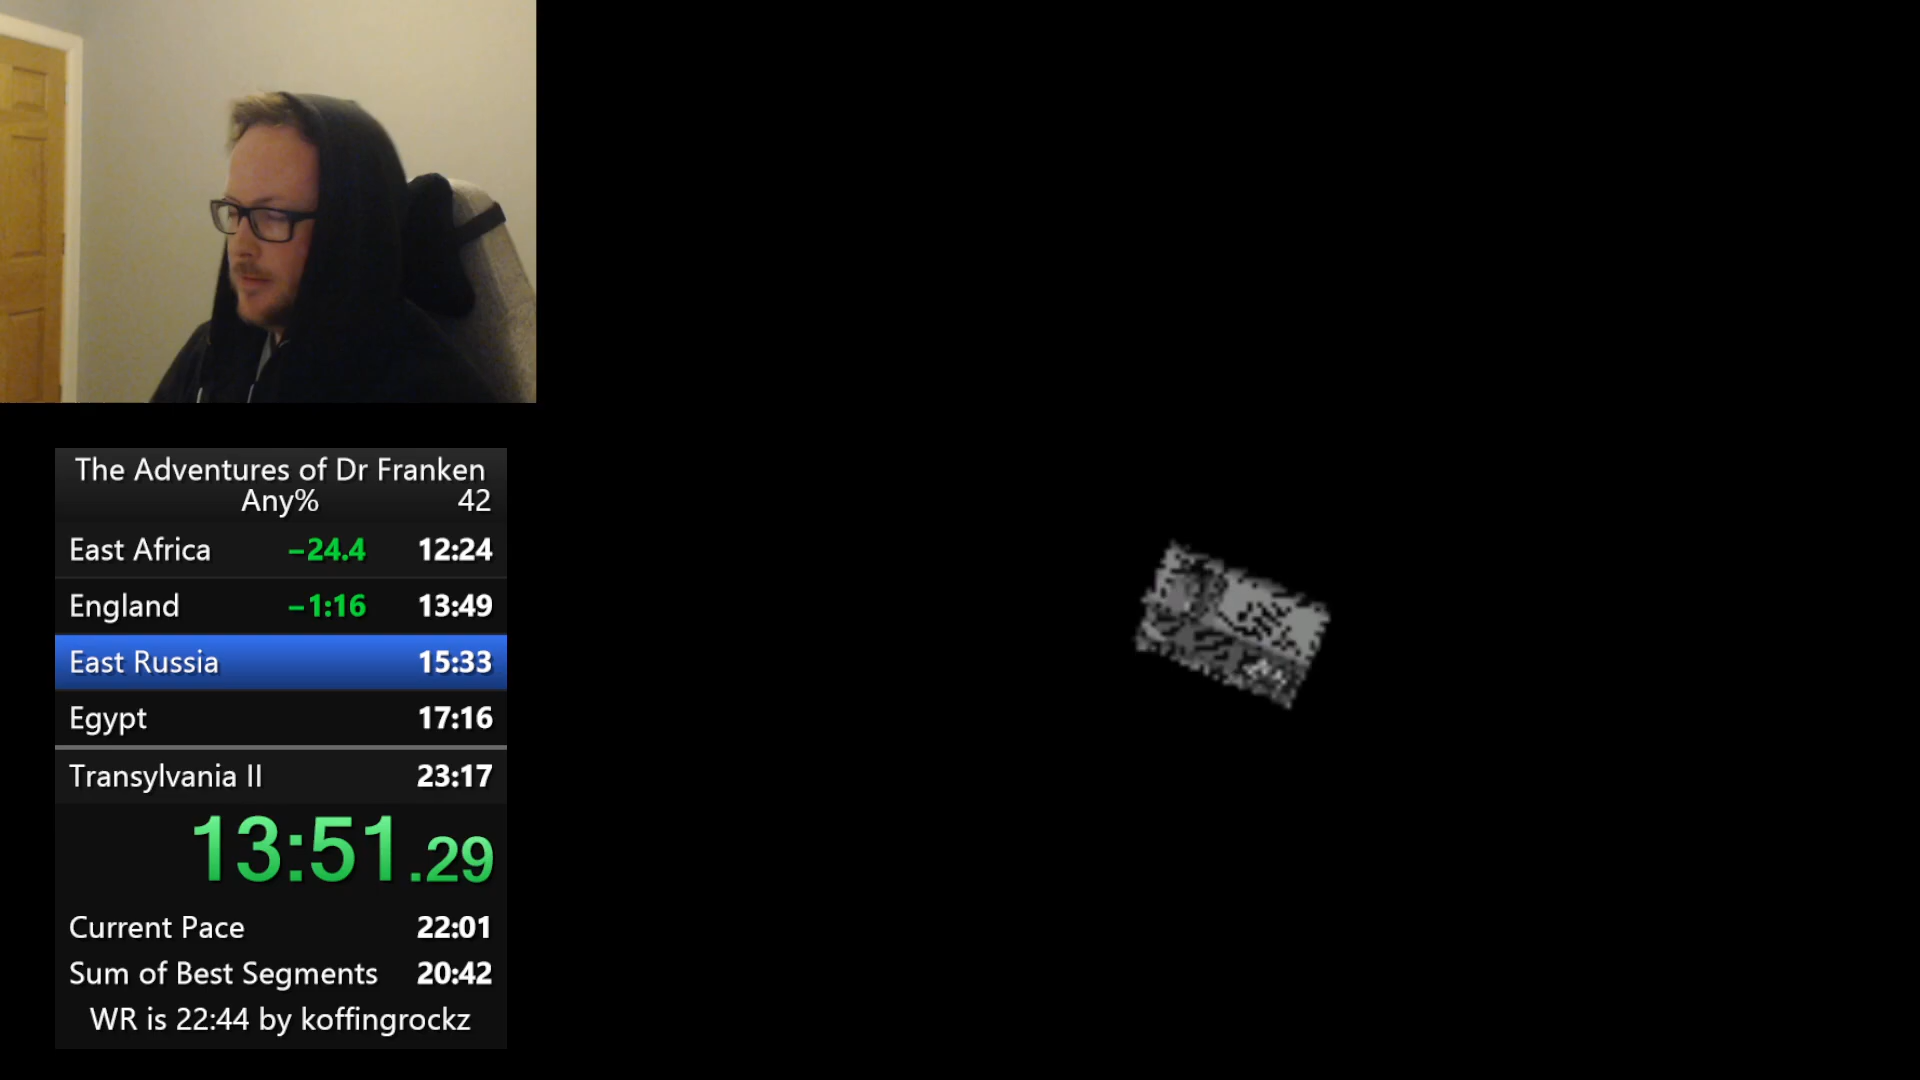 The Adventures of Dr Franken
Any% 42
East Africa −24.4 12:24
England −1:16 13:49
East Russia 15:33
Egypt 17:16
Transylvania II 23:17
13:51.29
Current Pace 22:01
Sum of Best Segments 20:42
WR is 22:44 by koffingrockz